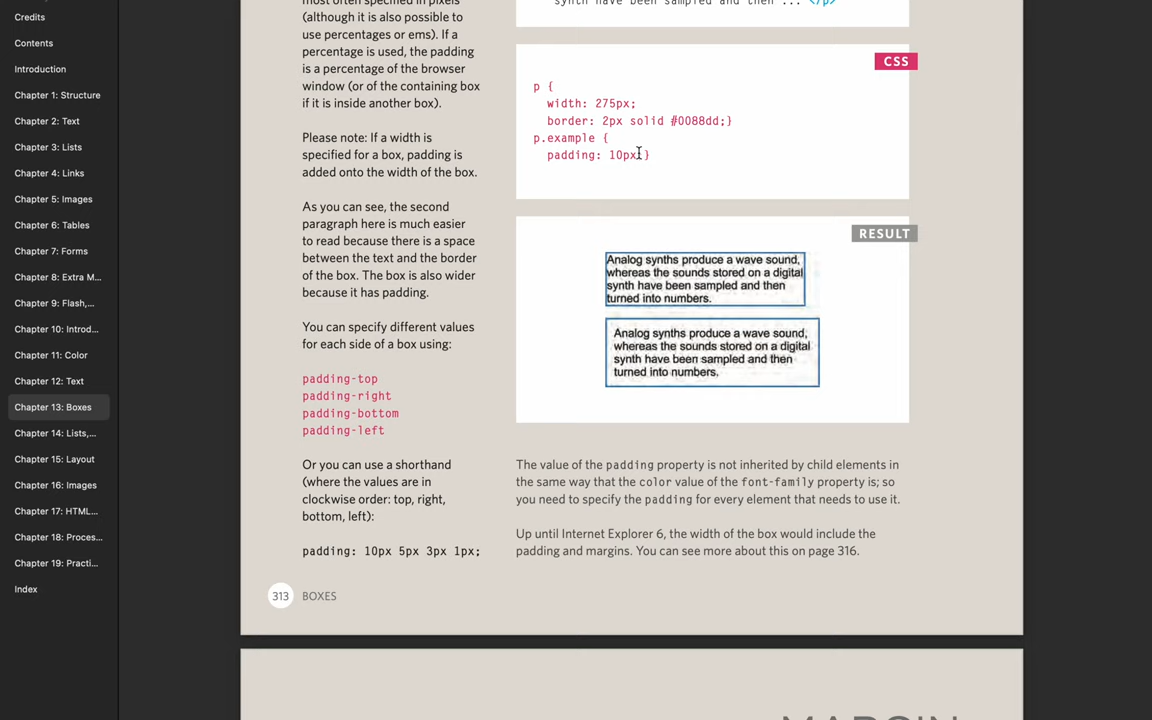 Credits
Contents
Introduction
Chapter 1: Structure
Chapter 2: Text
Chapter 3: Lists
Chapter 4: Links
Chapter 5: Images
Chapter 6: Tables
Chapter 7: Forms
Chapter 8: Extra M...
Chapter 9: Flash,...
Chapter 10: Introd...
Chapter 11: Color
Chapter 12: Text
Chapter 13: Boxes
Chapter 14: Lists,...
Chapter 15: Layout
Chapter 16: Images
Chapter 17: HTML...
Chapter 18: Proces...
Chapter 19: Practi...
Index
most often specified in pixels
(although it is also possible to
use percentages or ems). If a
percentage is used, the padding
is a percentage of the browser
window (or of the containing box
if it is inside another box).
Please note: If a width is
specified for a box, padding is
added onto the width of the box.
As you can see, the second
paragraph here is much easier
to read because there is a space
between the text and the border
of the box. The box is also wider
because it has padding.
You can specify different values
for each side of a box using:
padding-top
padding-right
padding-bottom
padding-left
Or you can use a shorthand
(where the values are in
clockwise order: top, right,
bottom, left):
padding: 10px 5px 3px 1px;
synth have been sampled and then ... </p>
CSS
p {
width: 275px;
border: 2px solid #0088dd;}
p.example {
padding: 10px;}
RESULT
Analog synths produce a wave sound,
whereas the sounds stored on a digital
synth have been sampled and then
turned into numbers.
Analog synths produce a wave sound,
whereas the sounds stored on a digital
synth have been sampled and then
turned into numbers.
The value of the padding property is not inherited by child elements in
the same way that the color value of the font-family property is; so
you need to specify the padding for every element that needs to use it.
Up until Internet Explorer 6, the width of the box would include the
padding and margins. You can see more about this on page 316.
313 BOXES
MARGIN